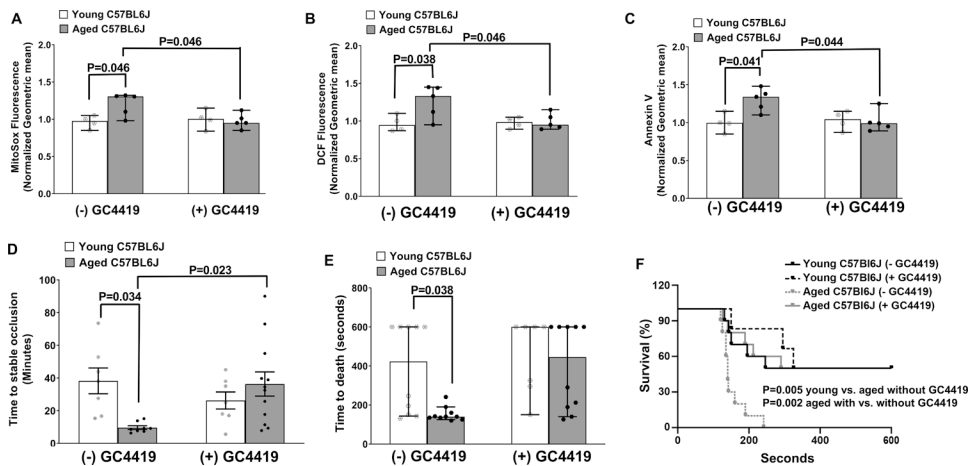 A
Young C57BL6J
Aged C57BL6J
MitoSox Fluorescence
(Normalized Geometric mean)
2.0
1.5
1.0
0.5
0.0
P=0.046
P=0.046
(-) GC4419
(+) GC4419
B
Young C57BL6J
Aged C57BL6J
DCF Fluorescence
(Normalized Geometric mean)
2.0
1.5
1.0
0.5
0.0
P=0.046
P=0.038
(-) GC4419
(+) GC4419
C
Young C57BL6J
Aged C57BL6J
Annexin V
(Normalized Geometric mean)
2.0
1.5
1.0
0.5
0.0
P=0.044
P=0.041
(-) GC4419
(+) GC4419
D
Young C57BL6J
Aged C57BL6J
Time to stable occlusion
(Minutes)
100
80
60
40
20
0
P=0.023
P=0.034
(-) GC4419
(+) GC4419
E
Young C57BL6J
Aged C57BL6J
Time to death (seconds)
800
600
400
200
0
P=0.038
(-) GC4419
(+) GC4419
F
Young C57Bl6J (- GC4419)
Young C57Bl6J (+ GC4419)
Aged C57Bl6J (- GC4419)
Aged C57Bl6J (+ GC4419)
Survival (%)
120
90
60
30
0
P=0.005 young vs. aged without GC4419
P=0.002 aged with vs. without GC4419
0
200
400
600
Seconds